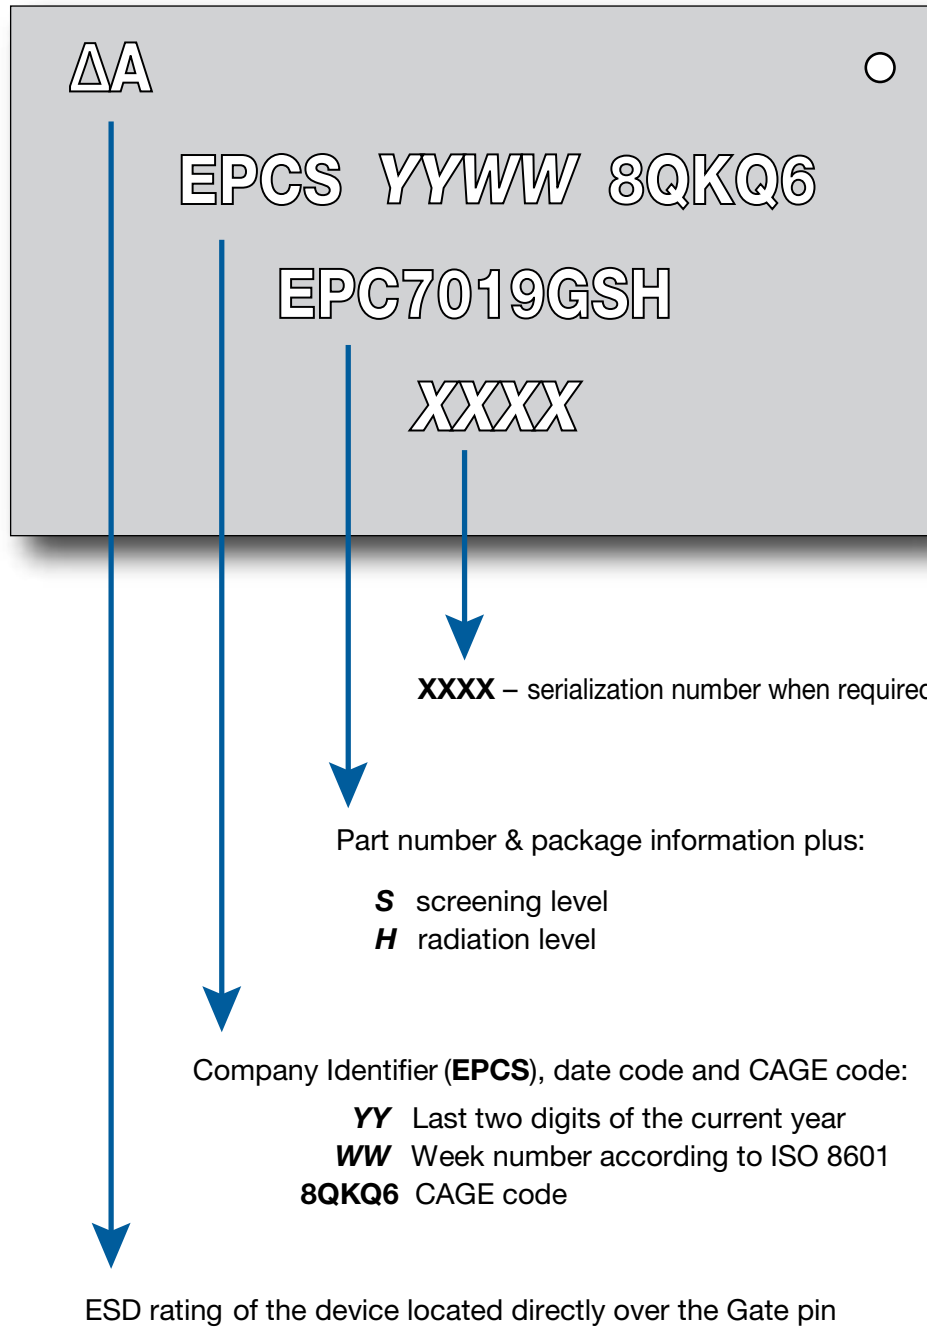 ΔA
EPCS YYWW 8QKQ6
EPC7019GSH
XXXX
XXXX – serialization number when required
Part number & package information plus:
S screening level
H radiation level
Company Identifier (EPCS), date code and CAGE code:
YY Last two digits of the current year
WW Week number according to ISO 8601
8QKQ6 CAGE code
ESD rating of the device located directly over the Gate pin